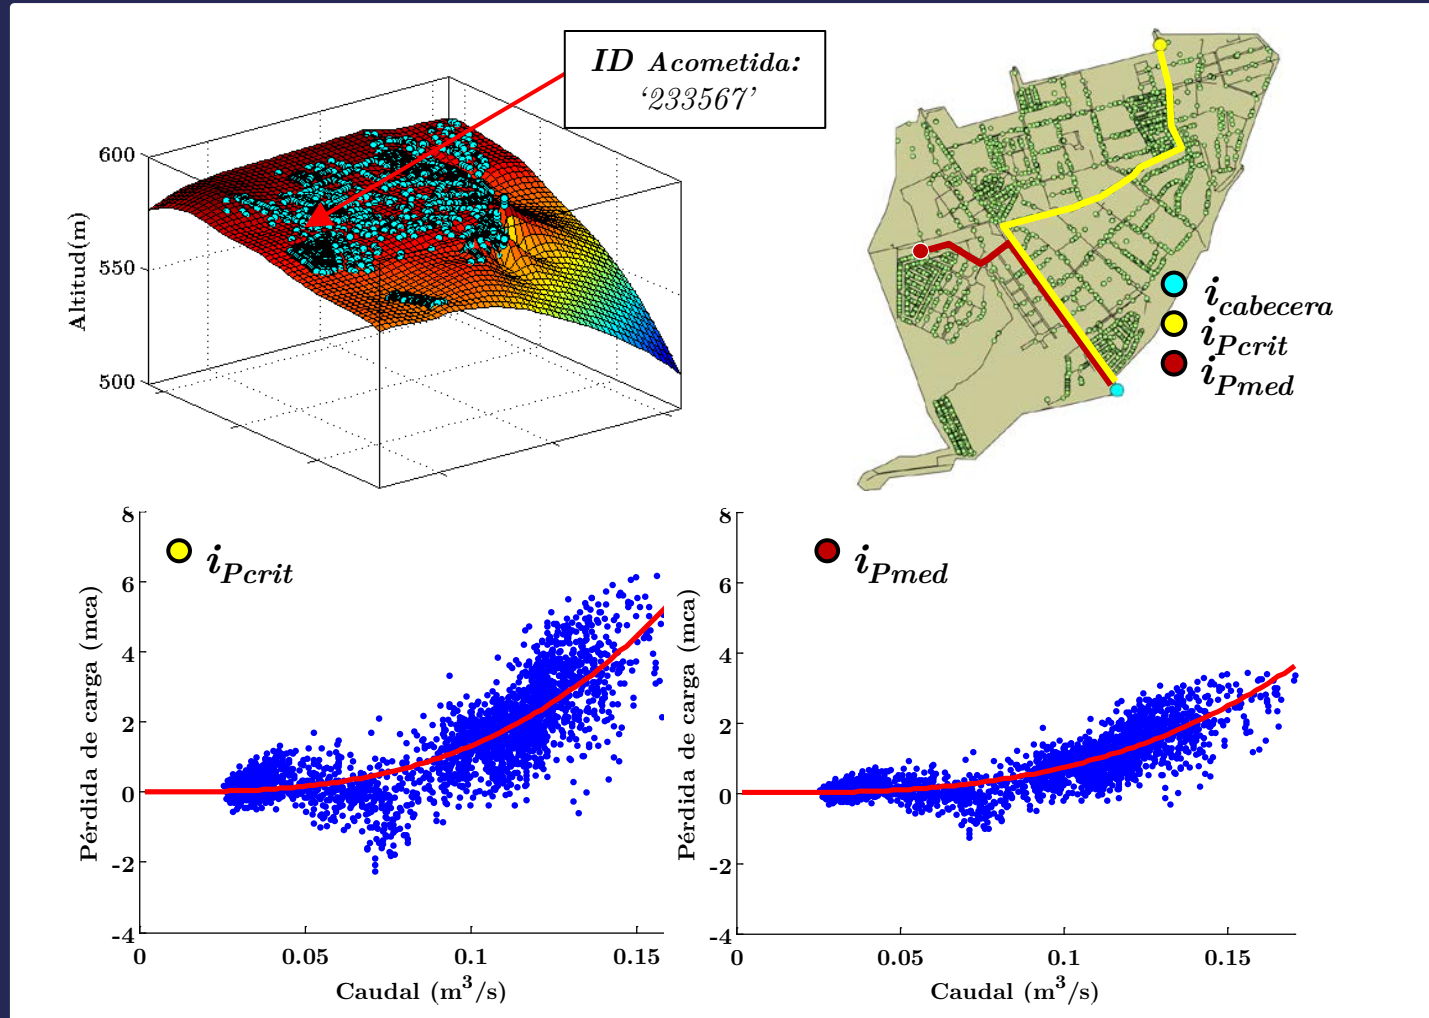 ID Acometida:
‘233567’
600
550
500
Altitud(m)
i_cabecera
i_Pcrit
i_Pmed
8
6
4
2
0
-2
-4
Pérdida de carga (mca)
i_Pcrit
0
0.05
0.1
0.15
Caudal (m³/s)
8
6
4
2
0
-2
-4
Pérdida de carga (mca)
i_Pmed
0
0.05
0.1
0.15
Caudal (m³/s)